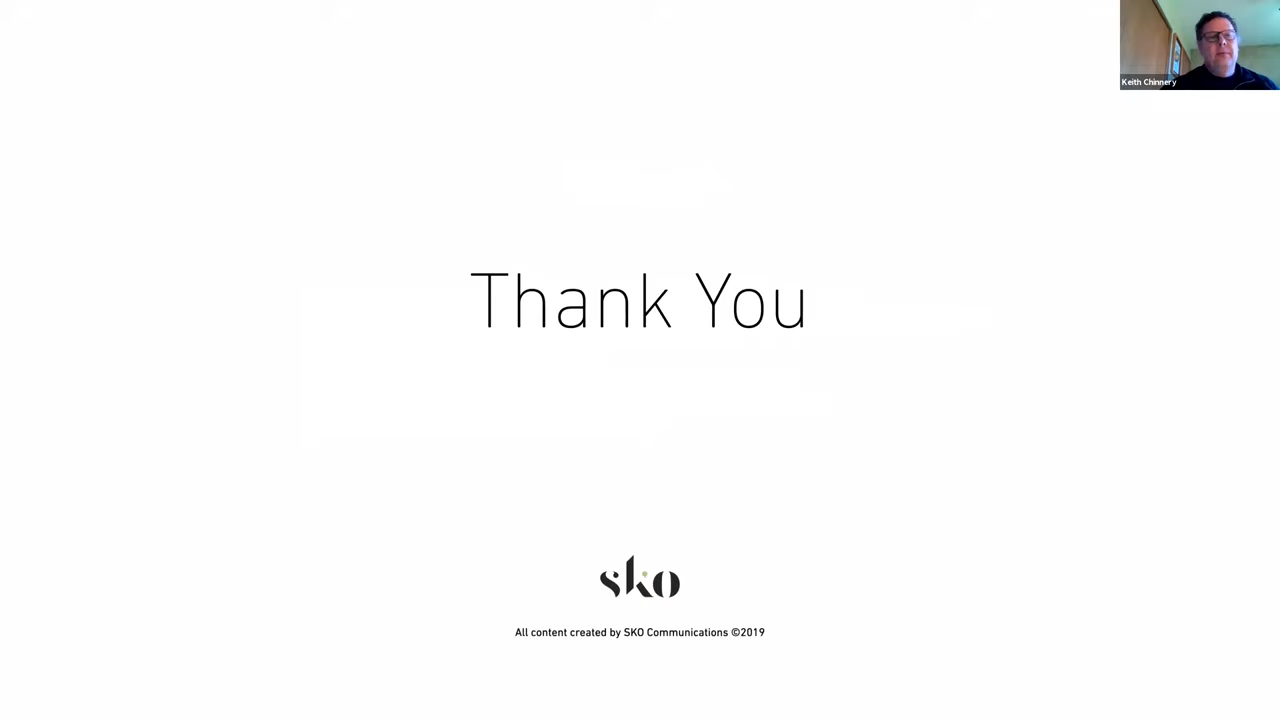 Keith Chinnery
Thank You
sko
All content created by SKO Communications ©2019